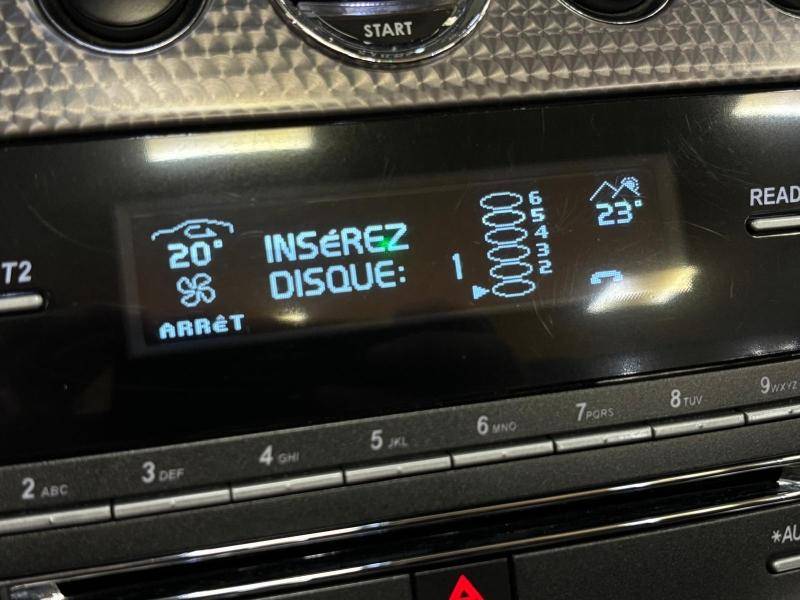 START
READ
T2
20°
ARRÊT
INSÉREZ
DISQUE: 1
6
5
4
3
2
23°
2 ABC
3 DEF
4 GHI
5 JKL
6 MNO
7 PQRS
8 TUV
9 WXYZ
*AU